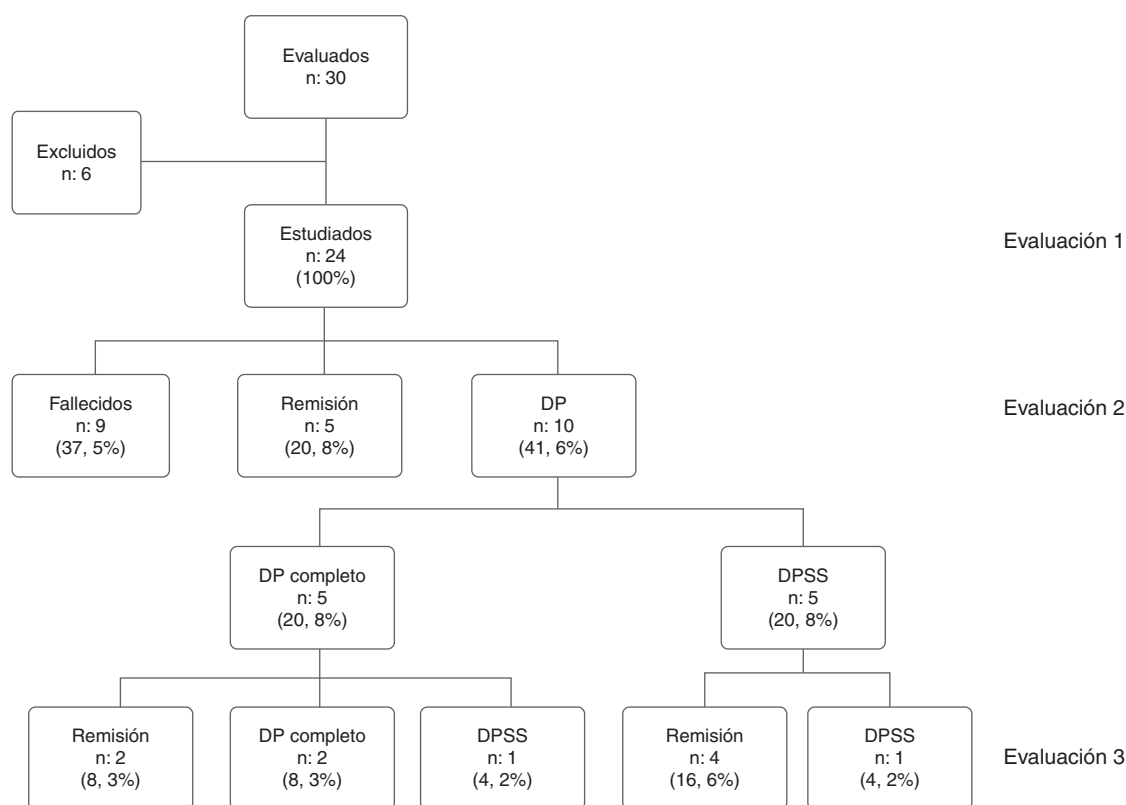 Evaluados
n: 30
Excluidos
n: 6
Estudiados
n: 24
(100%)
Evaluación 1
Fallecidos
n: 9
(37, 5%)
Remisión
n: 5
(20, 8%)
DP
n: 10
(41, 6%)
Evaluación 2
DP completo
n: 5
(20, 8%)
DPSS
n: 5
(20, 8%)
Remisión
n: 2
(8, 3%)
DP completo
n: 2
(8, 3%)
DPSS
n: 1
(4, 2%)
Remisión
n: 4
(16, 6%)
DPSS
n: 1
(4, 2%)
Evaluación 3